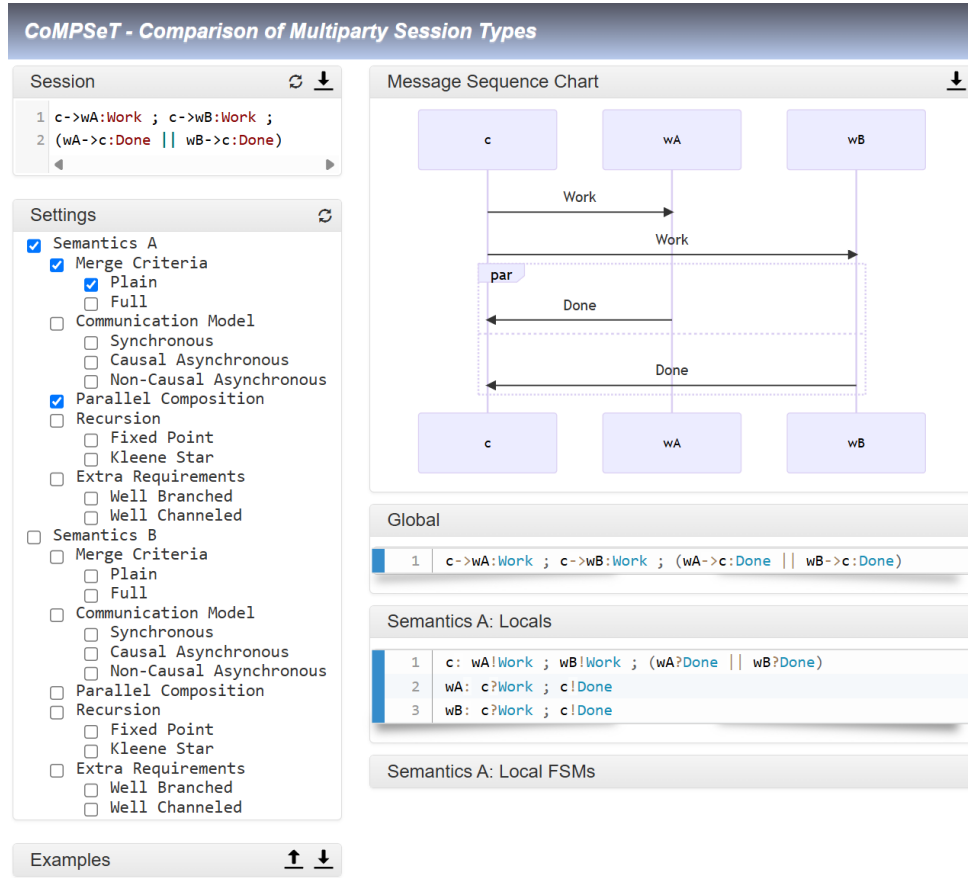 CoMPSeT - Comparison of Multiparty Session Types
Session
1 c->wA:Work ; c->wB:Work ;
2 (wA->c:Done || wB->c:Done)
Settings
Semantics A
Merge Criteria
Plain
Full
Communication Model
Synchronous
Causal Asynchronous
Non-Causal Asynchronous
Parallel Composition
Recursion
Fixed Point
Kleene Star
Extra Requirements
Well Branched
Well Channeled
Semantics B
Merge Criteria
Plain
Full
Communication Model
Synchronous
Causal Asynchronous
Non-Causal Asynchronous
Parallel Composition
Recursion
Fixed Point
Kleene Star
Extra Requirements
Well Branched
Well Channeled
Examples
Message Sequence Chart
c wA wB
Work
Work
par
Done
Done
c wA wB
Global
1 c->wA:Work ; c->wB:Work ; (wA->c:Done || wB->c:Done)
Semantics A: Locals
1 c: wA!Work ; wB!Work ; (wA?Done || wB?Done)
2 wA: c?Work ; c!Done
3 wB: c?Work ; c!Done
Semantics A: Local FSMs